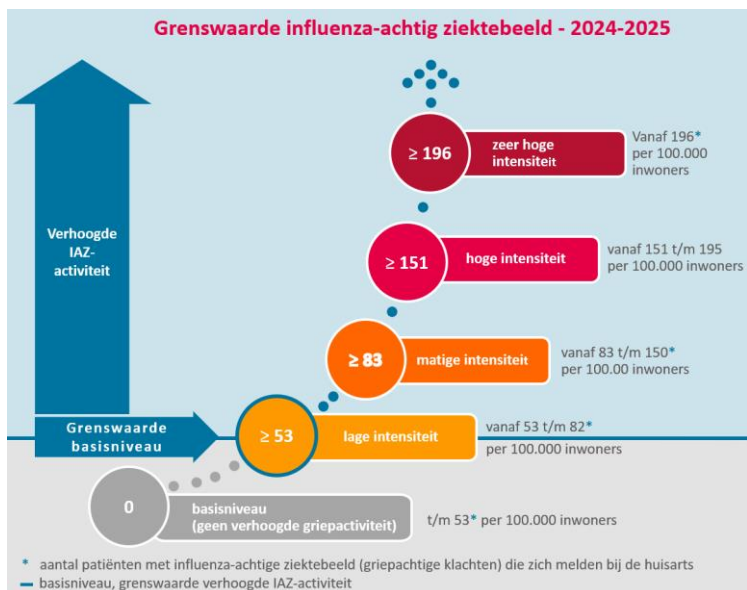 Grenswaarde influenza-achtig ziektebeeld - 2024-2025
≥ 196
zeer hoge
intensiteit
Vanaf 196*
per 100.000
inwoners
Verhoogde
IAZ-
activiteit
≥ 151
hoge intensiteit
vanaf 151 t/m 195
per 100.000 inwoners
≥ 83
matige intensiteit
vanaf 83 t/m 150*
per 100.00 inwoners
Grenswaarde
basisniveau
≥ 53
lage intensiteit
vanaf 53 t/m 82*
per 100.000 inwoners
0
basisniveau
(geen verhoogde griepactiviteit)
t/m 53* per 100.000 inwoners
* aantal patiënten met influenza-achtige ziektebeeld (griepachtige klachten) die zich melden bij de huisarts
basisniveau, grenswaarde verhoogde IAZ-activiteit